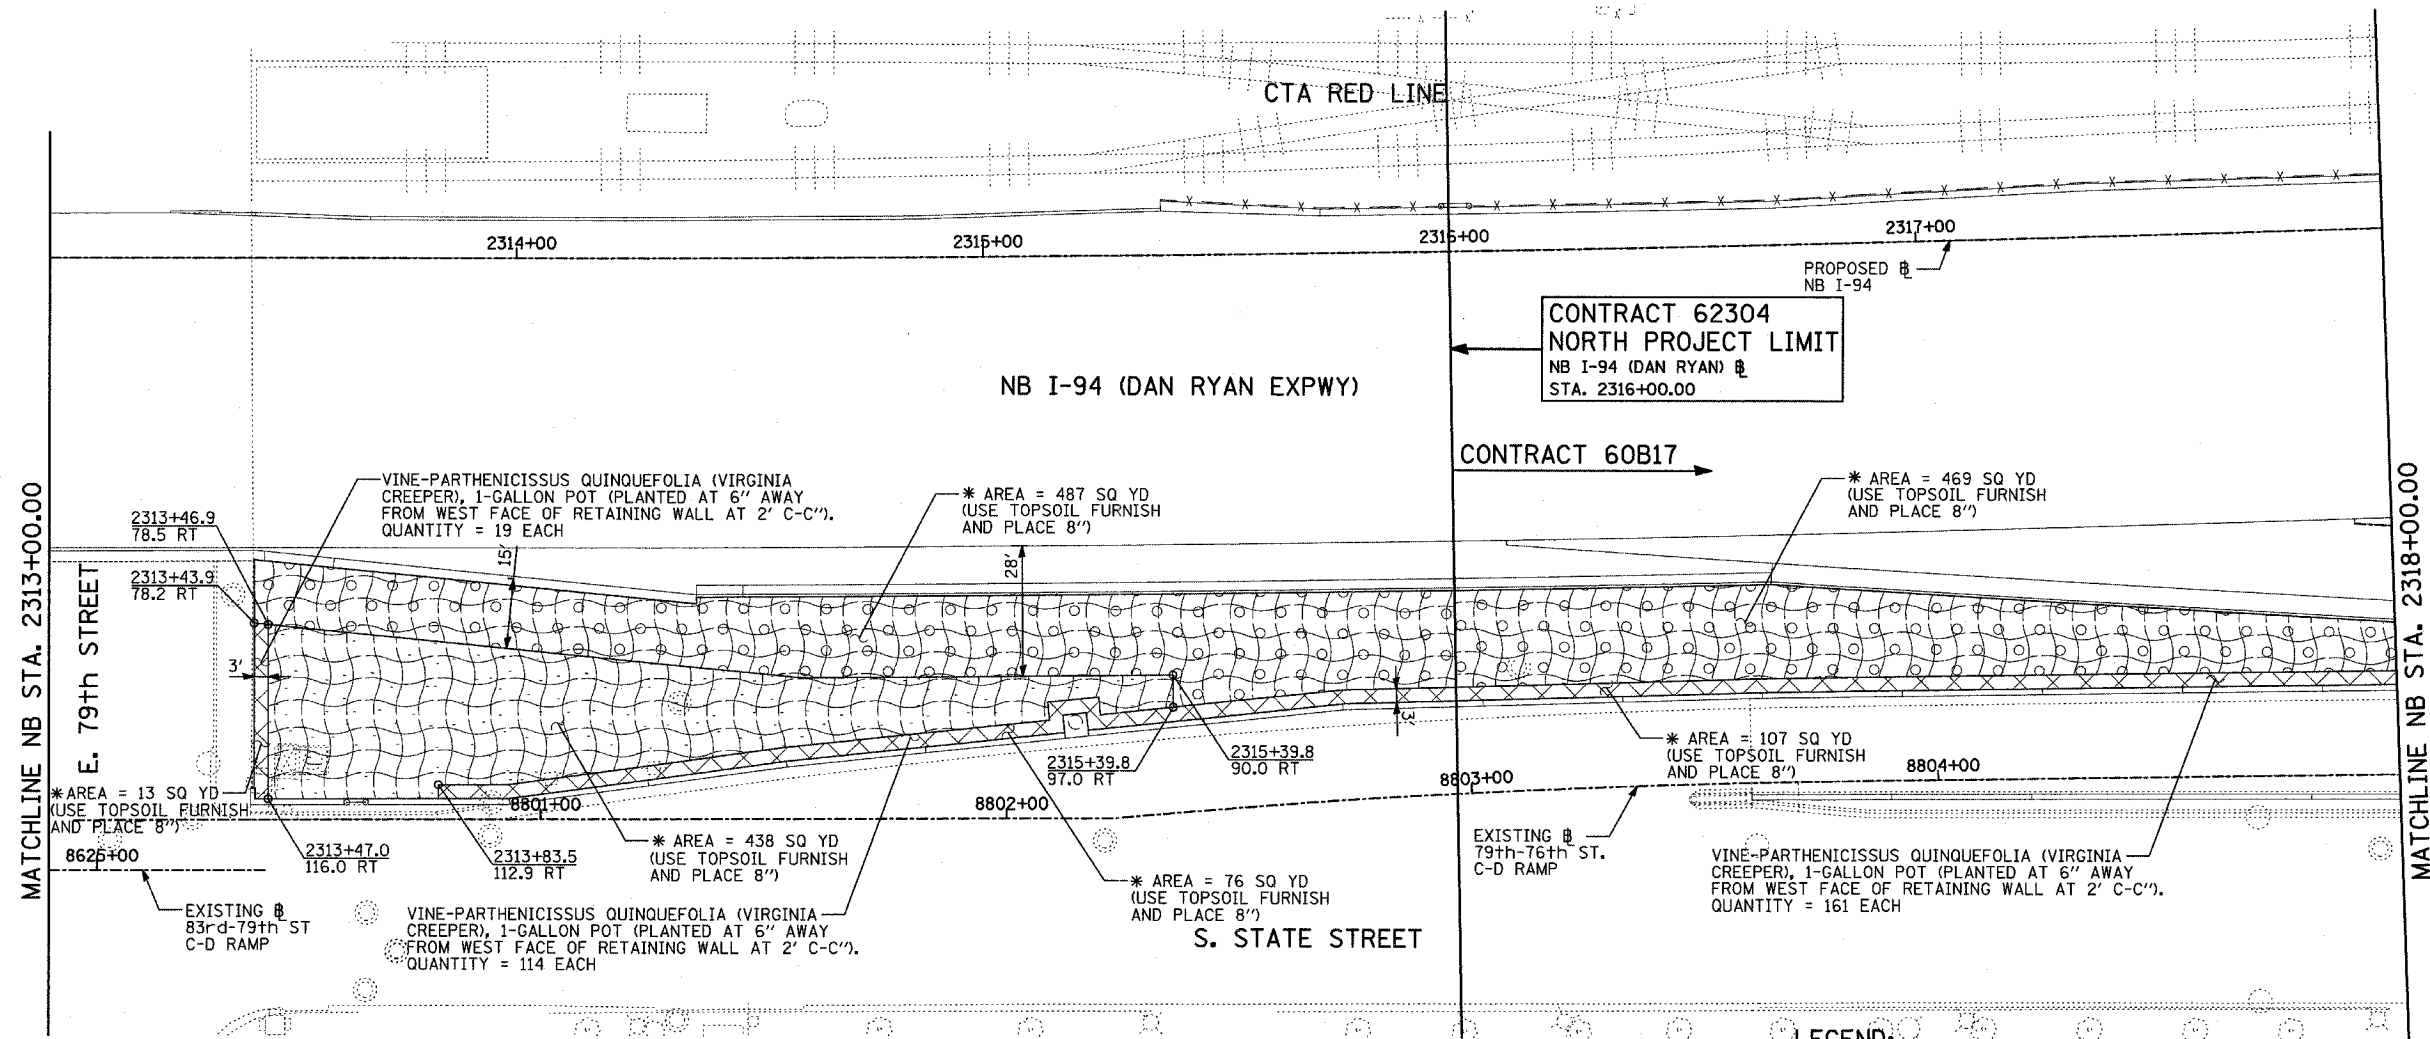 CTA RED LINE
2314+00
2315+00
2316+00
2317+00
PROPOSED ␢
NB I-94
CONTRACT 62304
NORTH PROJECT LIMIT
NB I-94 (DAN RYAN) ␢
STA. 2316+00.00
NB I-94 (DAN RYAN EXPWY)
CONTRACT 60B17
MATCHLINE NB STA. 2313+00.00
E. 79th STREET
VINE-PARTHENICISSUS QUINQUEFOLIA (VIRGINIA
CREEPER), 1-GALLON POT (PLANTED AT 6" AWAY
FROM WEST FACE OF RETAINING WALL AT 2' C-C").
QUANTITY = 19 EACH
* AREA = 487 SQ YD
(USE TOPSOIL FURNISH
AND PLACE 8")
* AREA = 469 SQ YD
(USE TOPSOIL FURNISH
AND PLACE 8")
MATCHLINE NB STA. 2318+00.00
2313+46.9
78.5 RT
2313+43.9
78.2 RT
15'
28'
3'
3'
2315+39.8
97.0 RT
2315+39.8
90.0 RT
* AREA = 107 SQ YD
(USE TOPSOIL FURNISH
AND PLACE 8")
8803+00
8804+00
* AREA = 13 SQ YD
(USE TOPSOIL FURNISH
AND PLACE 8")
8801+00
8802+00
8625+00
2313+47.0
116.0 RT
2313+83.5
112.9 RT
* AREA = 438 SQ YD
(USE TOPSOIL FURNISH
AND PLACE 8")
* AREA = 76 SQ YD
(USE TOPSOIL FURNISH
AND PLACE 8")
EXISTING ␢
79th-76th ST.
C-D RAMP
VINE-PARTHENICISSUS QUINQUEFOLIA (VIRGINIA
CREEPER), 1-GALLON POT (PLANTED AT 6" AWAY
FROM WEST FACE OF RETAINING WALL AT 2' C-C").
QUANTITY = 161 EACH
EXISTING ␢
83rd-79th ST
C-D RAMP
VINE-PARTHENICISSUS QUINQUEFOLIA (VIRGINIA
CREEPER), 1-GALLON POT (PLANTED AT 6" AWAY
FROM WEST FACE OF RETAINING WALL AT 2' C-C").
QUANTITY = 114 EACH
S. STATE STREET
LEGEND: